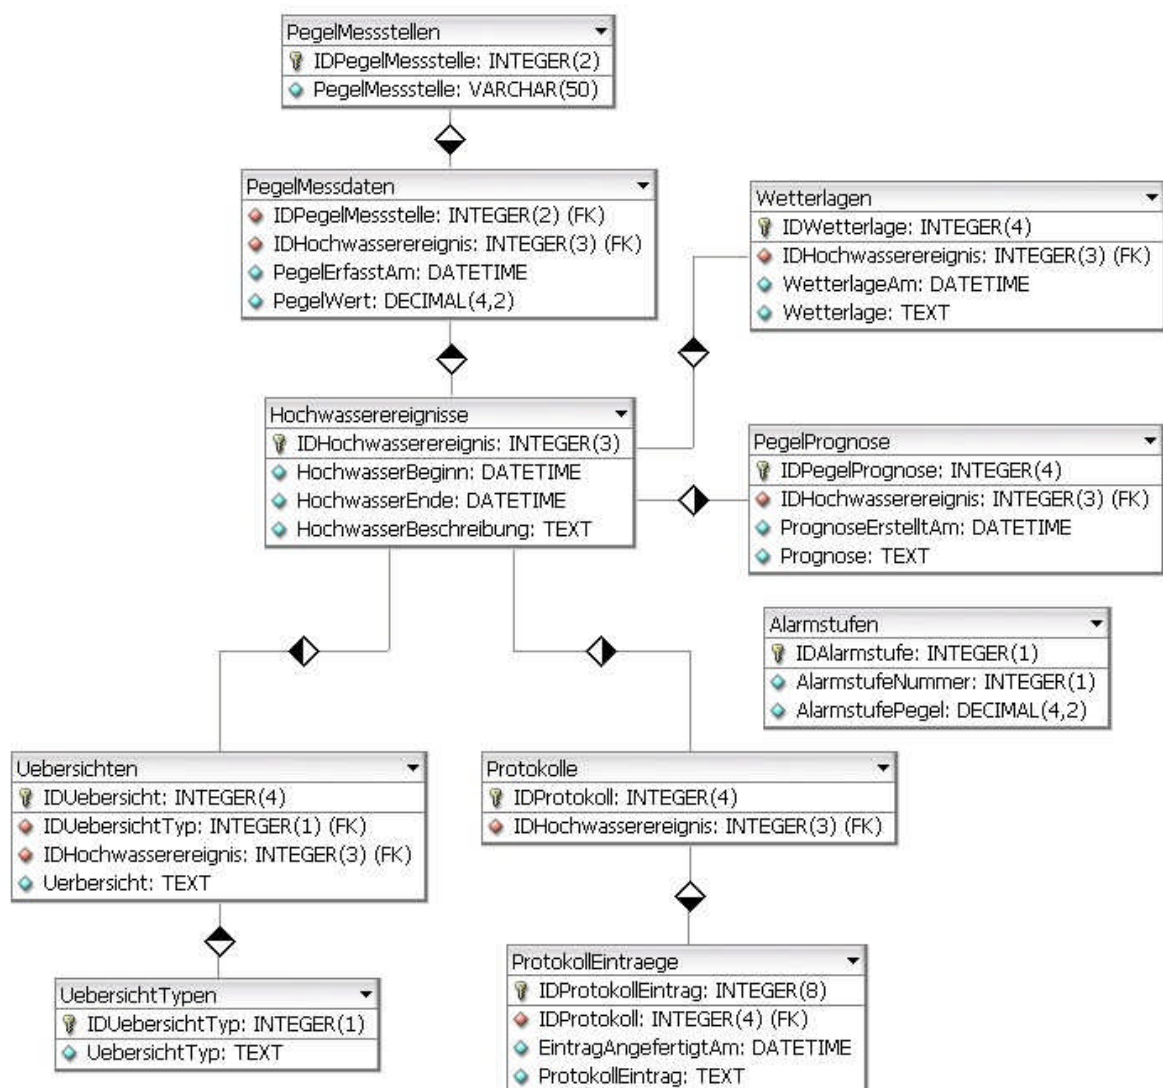 PegelMessstellen
IDPegelMessstelle: INTEGER(2)
PegelMessstelle: VARCHAR(50)
PegelMessdaten
IDPegelMessstelle: INTEGER(2) (FK)
IDHochwasserereignis: INTEGER(3) (FK)
PegelErfasstAm: DATETIME
PegelWert: DECIMAL(4,2)
Wetterlagen
IDWetterlage: INTEGER(4)
IDHochwasserereignis: INTEGER(3) (FK)
WetterlageAm: DATETIME
Wetterlage: TEXT
Hochwasserereignisse
IDHochwasserereignis: INTEGER(3)
HochwasserBeginn: DATETIME
HochwasserEnde: DATETIME
HochwasserBeschreibung: TEXT
PegelPrognose
IDPegelPrognose: INTEGER(4)
IDHochwasserereignis: INTEGER(3) (FK)
PrognoseErstelltAm: DATETIME
Prognose: TEXT
Alarmstufen
IDAlarmstufe: INTEGER(1)
AlarmstufeNummer: INTEGER(1)
AlarmstufePegel: DECIMAL(4,2)
Uebersichten
IDUebersicht: INTEGER(4)
IDUebersichtTyp: INTEGER(1) (FK)
IDHochwasserereignis: INTEGER(3) (FK)
Uerbersicht: TEXT
Protokolle
IDProtokoll: INTEGER(4)
IDHochwasserereignis: INTEGER(3) (FK)
UebersichtTypen
IDUebersichtTyp: INTEGER(1)
UebersichtTyp: TEXT
ProtokollEintraege
IDProtokollEintrag: INTEGER(8)
IDProtokoll: INTEGER(4) (FK)
EintragAngefertigtAm: DATETIME
ProtokollEintrag: TEXT